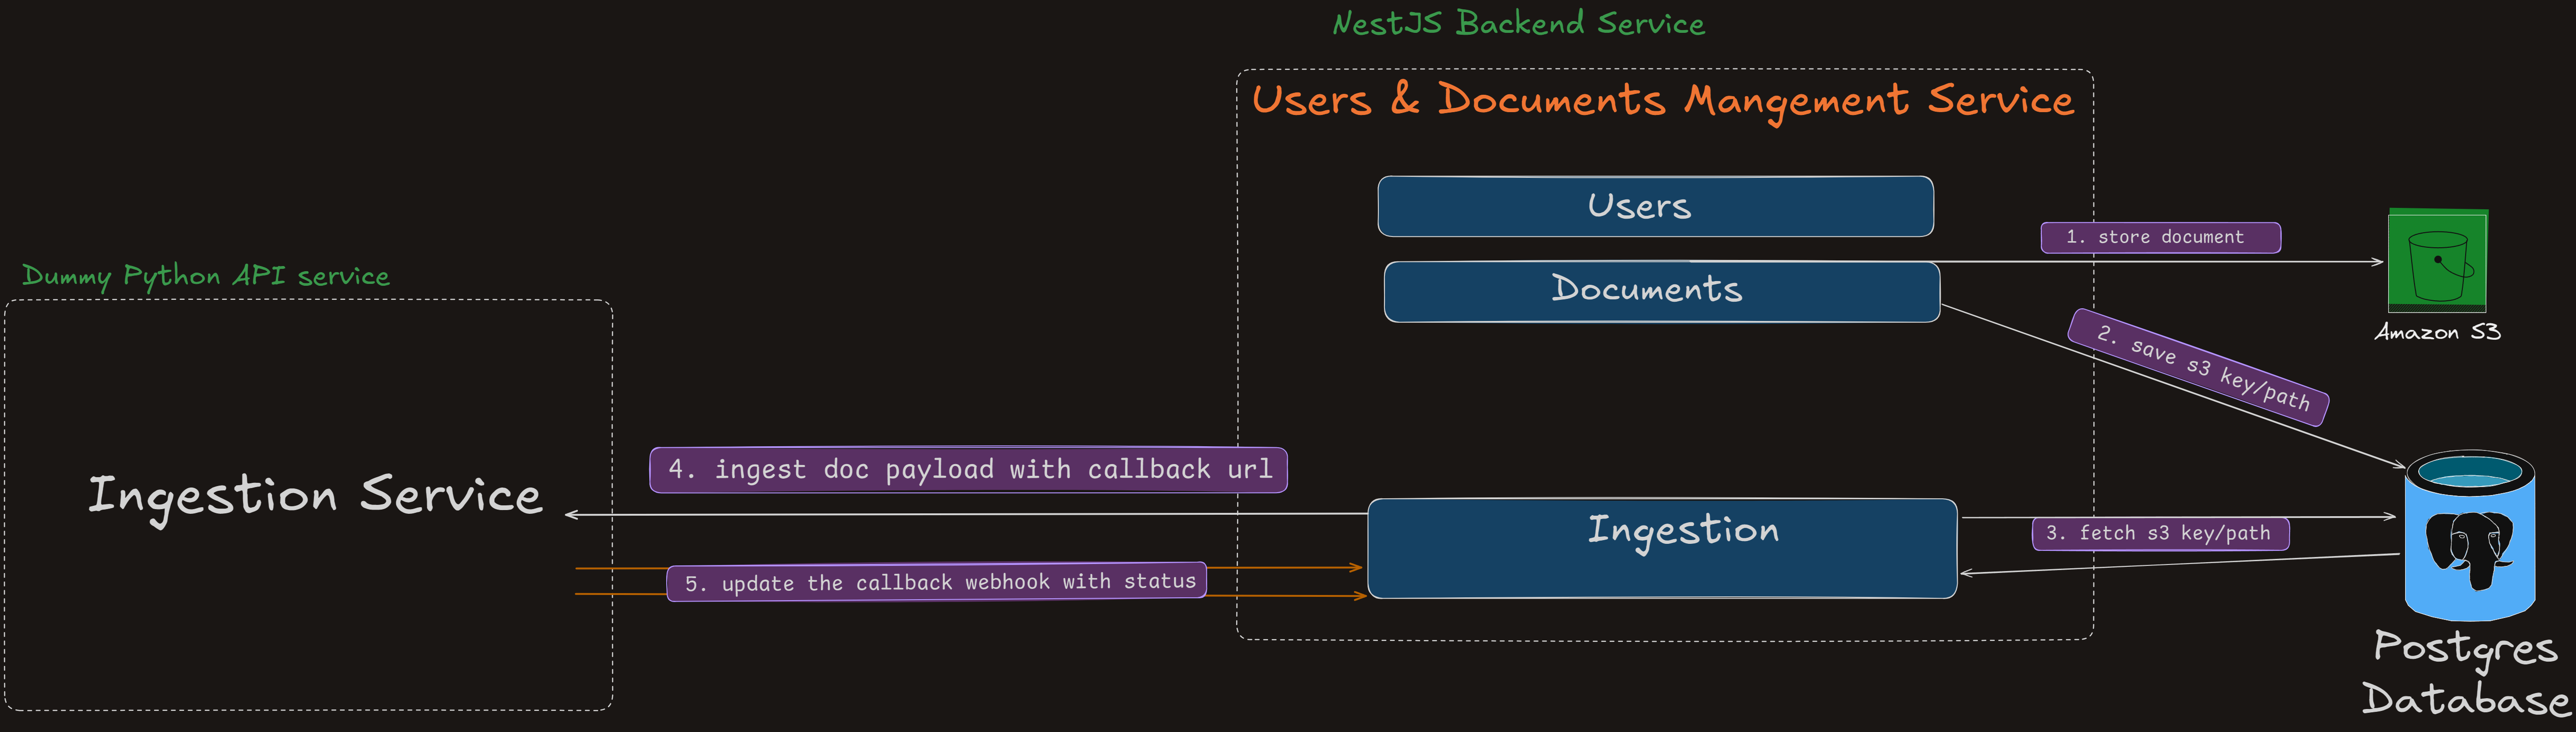 NestJS Backend Service
Users & Documents Mangement Service
Users
1. store document
Dummy Python API service
Documents
Amazon S3
2. save s3 key/path
4. ingest doc payload with callback url
Ingestion Service
Ingestion
3. fetch s3 key/path
5. update the callback webhook with status
Postgres
Database